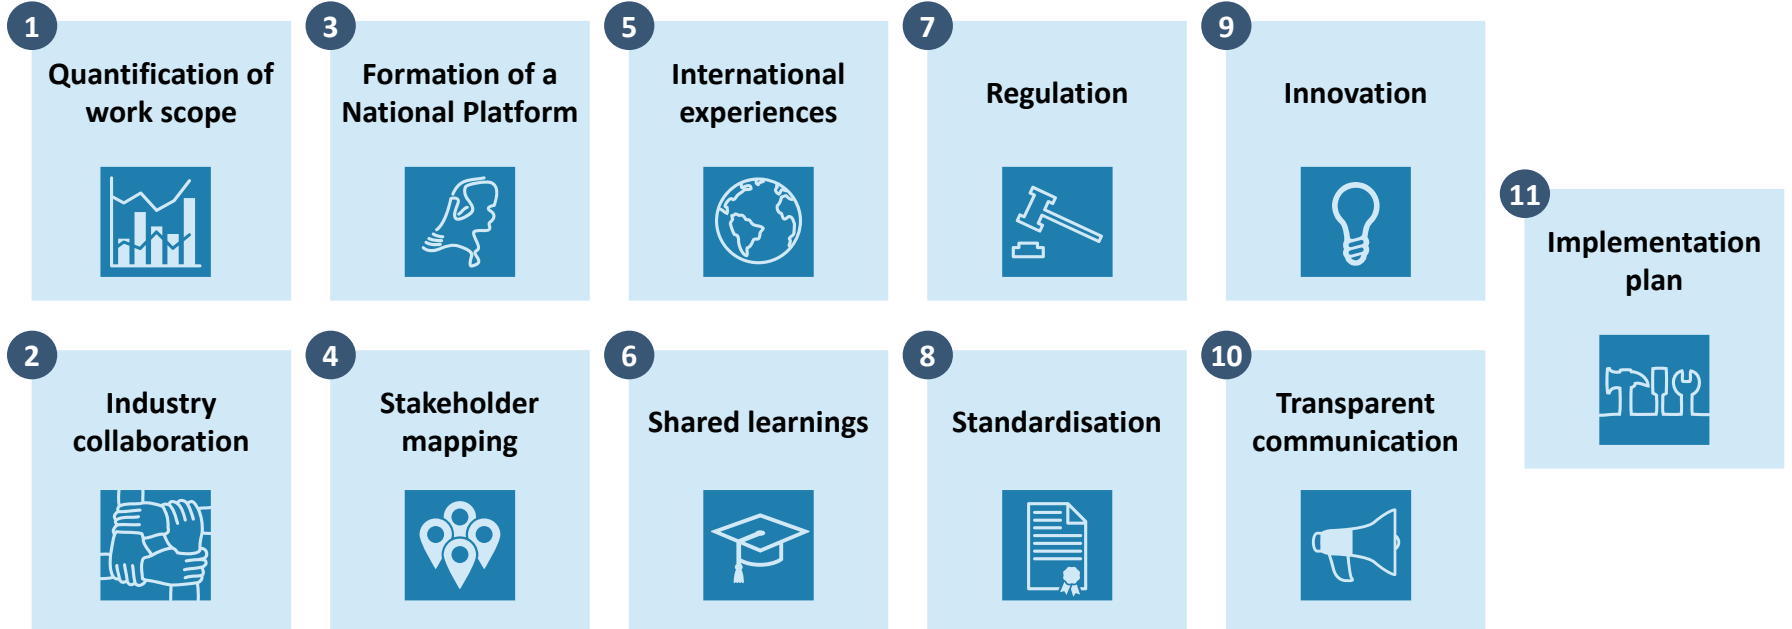 1
Quantification of
work scope
2
Industry
collaboration
3
Formation of a
National Platform
4
Stakeholder
mapping
5
International
experiences
6
Shared learnings
7
Regulation
8
Standardisation
9
Innovation
10
Transparent
communication
11
Implementation
plan